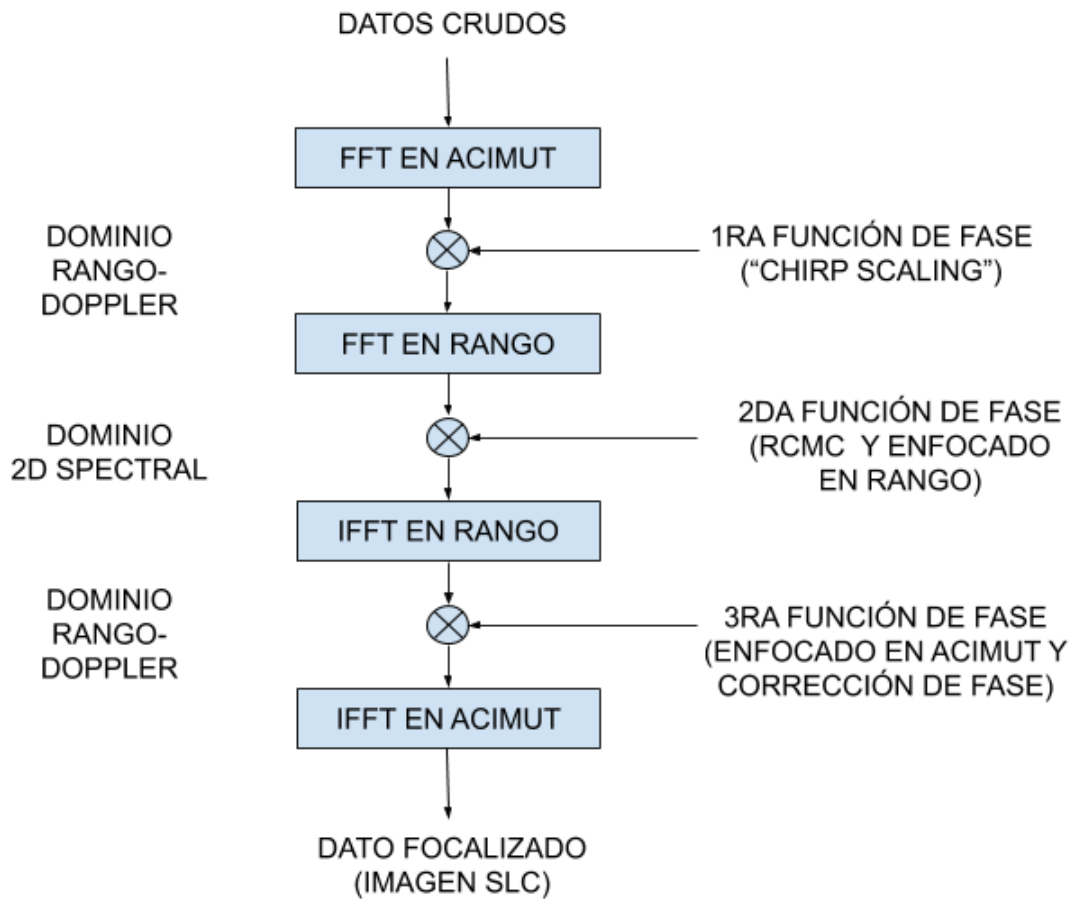 DATOS CRUDOS
FFT EN ACIMUT
DOMINIO
RANGO-
DOPPLER
1RA FUNCIÓN DE FASE
(“CHIRP SCALING”)
FFT EN RANGO
DOMINIO
2D SPECTRAL
2DA FUNCIÓN DE FASE
(RCMC Y ENFOCADO
EN RANGO)
IFFT EN RANGO
DOMINIO
RANGO-
DOPPLER
3RA FUNCIÓN DE FASE
(ENFOCADO EN ACIMUT Y
CORRECCIÓN DE FASE)
IFFT EN ACIMUT
DATO FOCALIZADO
(IMAGEN SLC)